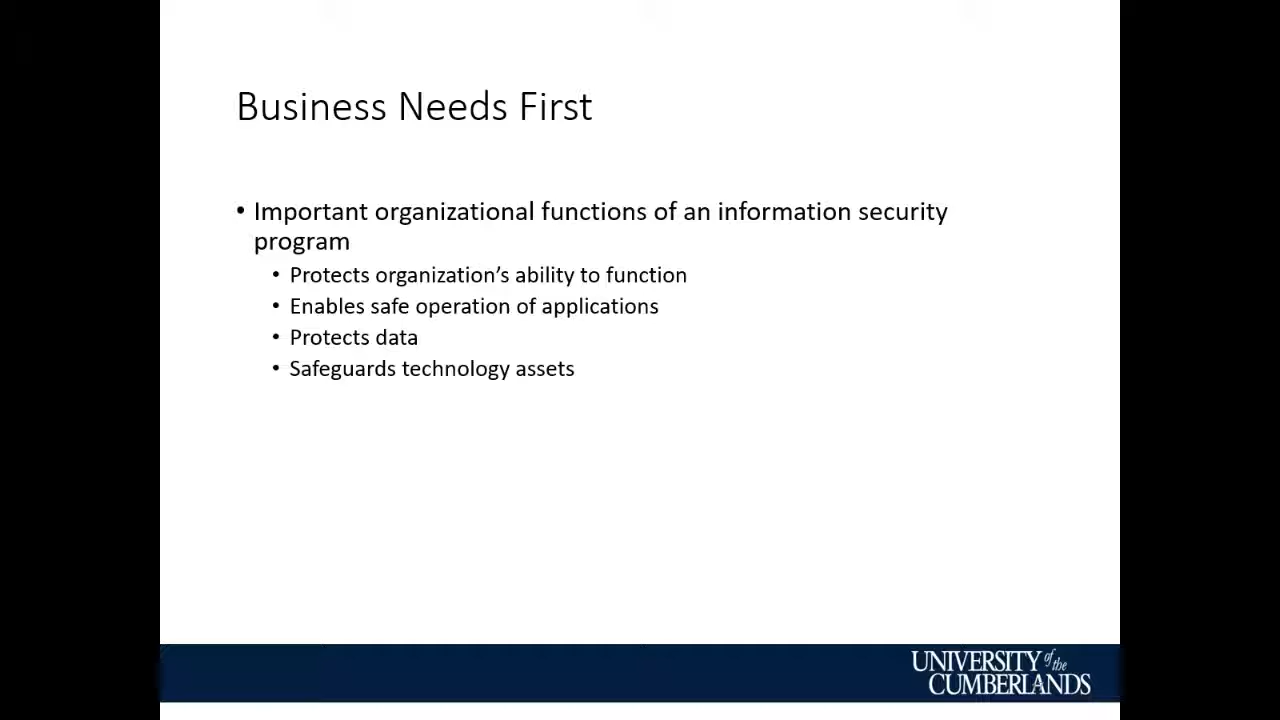 Business Needs First
• Important organizational functions of an information security
program
• Protects organization’s ability to function
• Enables safe operation of applications
• Protects data
• Safeguards technology assets
UNIVERSITY of the
CUMBERLANDS